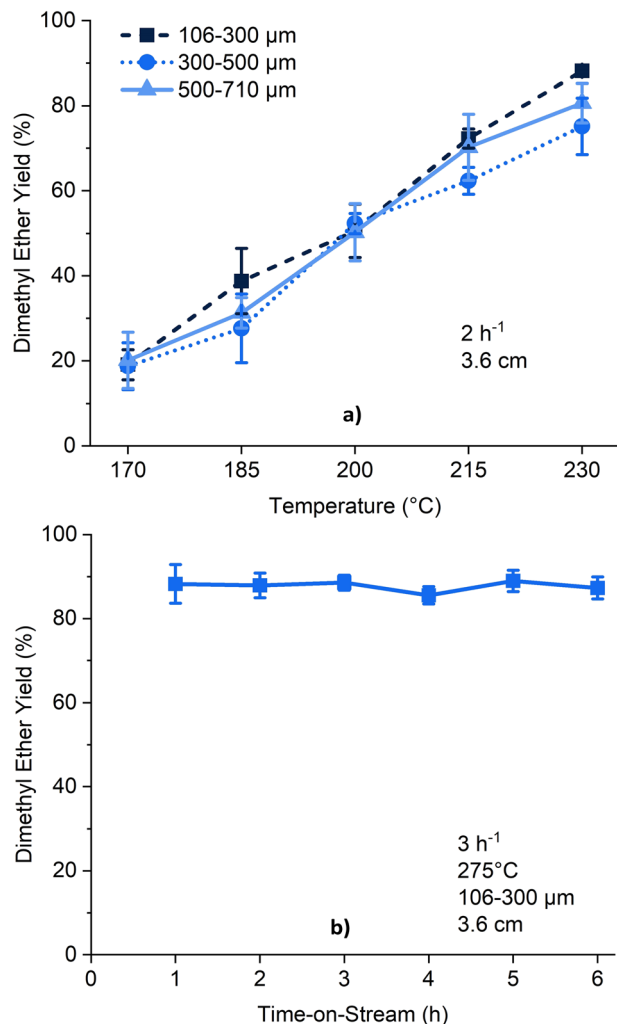 100
80
60
40
20
0
Dimethyl Ether Yield (%)
106-300 µm
300-500 µm
500-710 µm
2 h-1
3.6 cm
a)
170 185 200 215 230
Temperature (°C)
100
80
60
40
20
0
Dimethyl Ether Yield (%)
3 h-1
275°C
106-300 µm
3.6 cm
b)
0 1 2 3 4 5 6
Time-on-Stream (h)